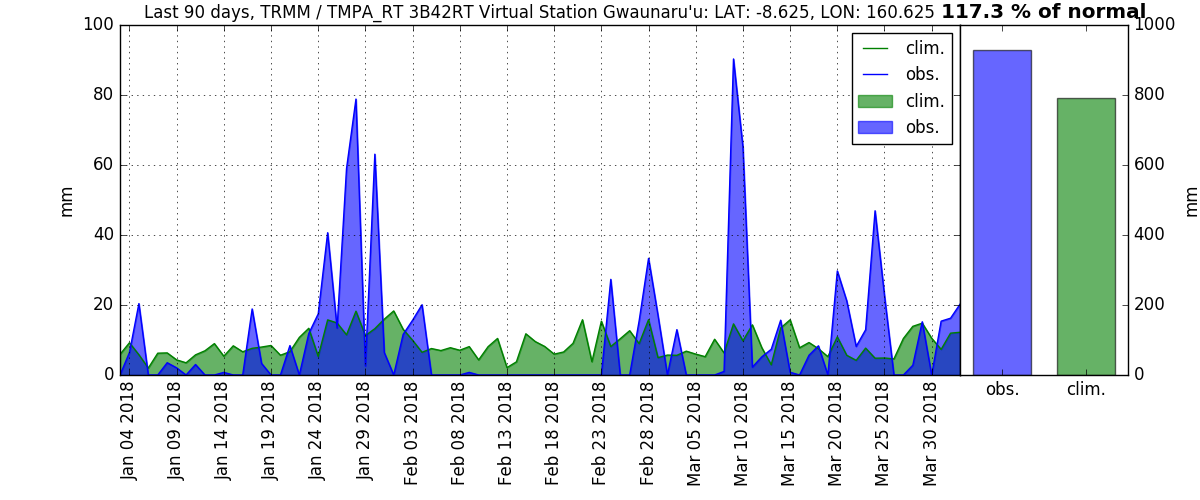 Last 90 days, TRMM / TMPA_RT 3B42RT Virtual Station Gwaunaru'u: LAT: -8.625, LON: 160.625 117.3 % of normal
100
80
60
40
20
0
mm
clim.
obs.
clim.
obs.
1000
800
600
400
200
0
mm
obs.
clim.
Jan 04 2018
Jan 09 2018
Jan 14 2018
Jan 19 2018
Jan 24 2018
Jan 29 2018
Feb 03 2018
Feb 08 2018
Feb 13 2018
Feb 18 2018
Feb 23 2018
Feb 28 2018
Mar 05 2018
Mar 10 2018
Mar 15 2018
Mar 20 2018
Mar 25 2018
Mar 30 2018